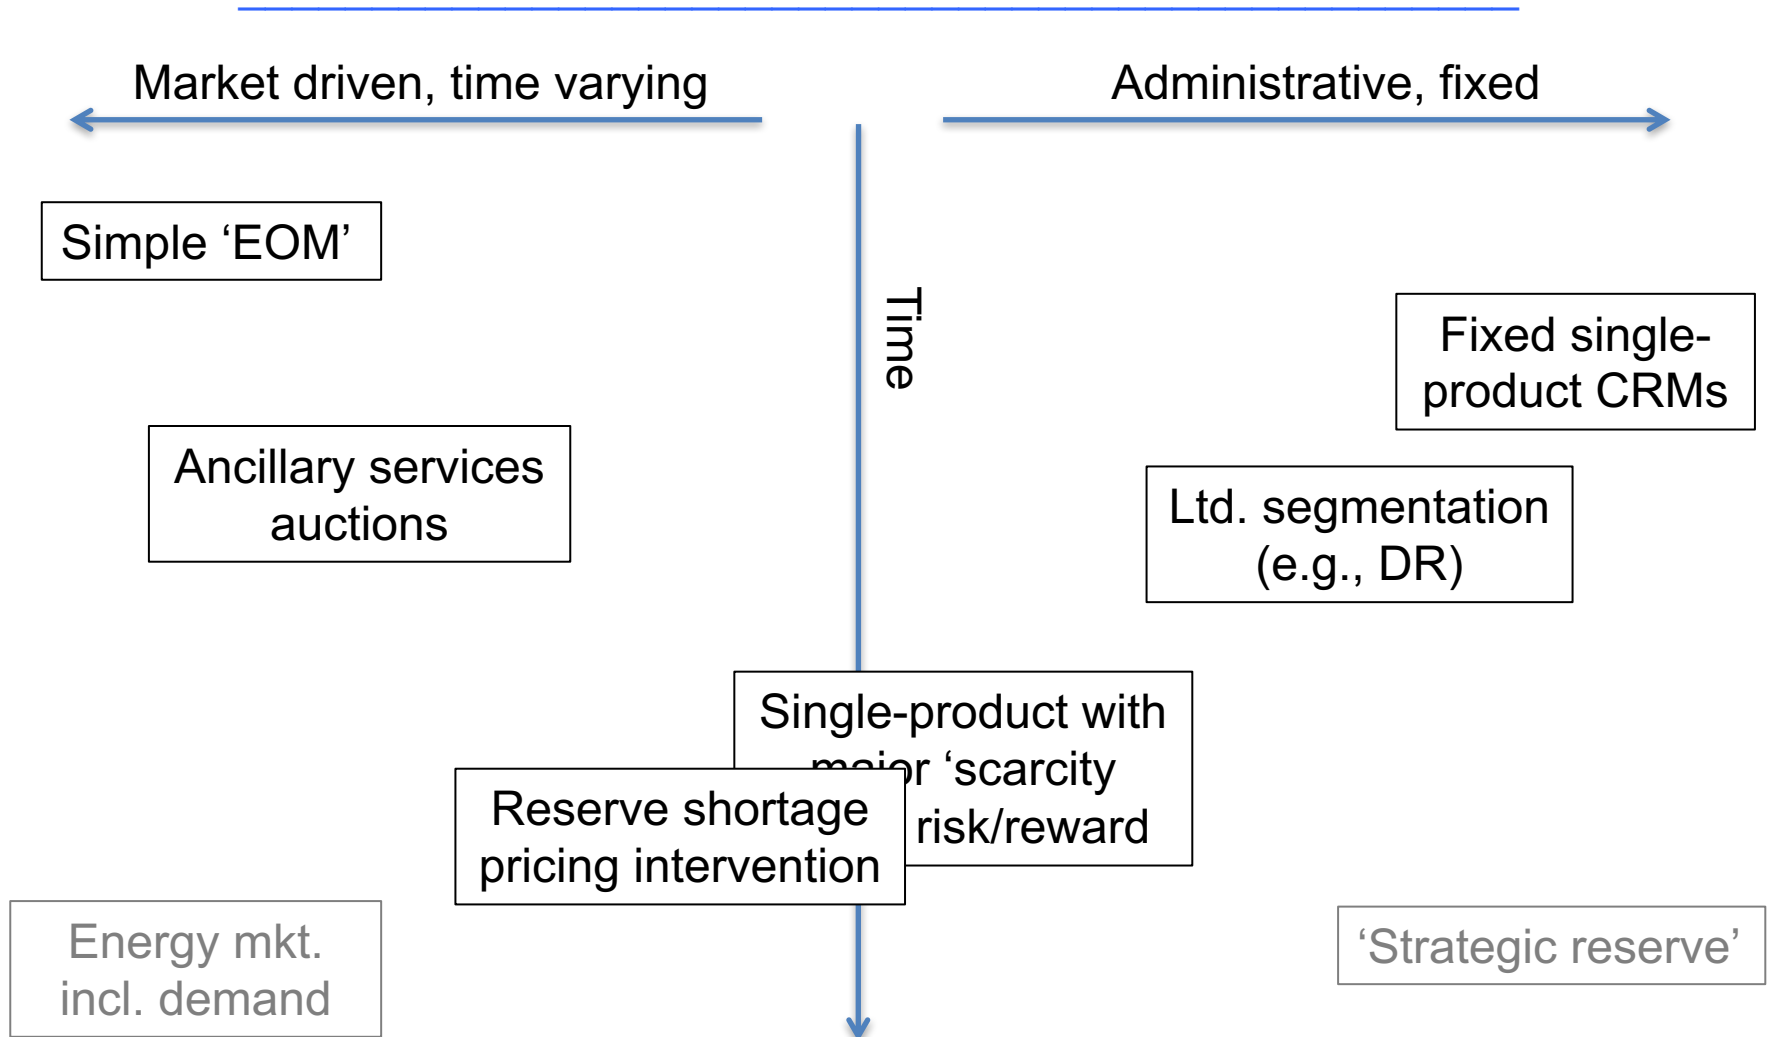 Market driven, time varying
Administrative, fixed
Simple ‘EOM’
Time
Fixed single-
product CRMs
Ancillary services
auctions
Ltd. segmentation
(e.g., DR)
Single-product with
major ‘scarcity
risk/reward
Reserve shortage
pricing intervention
Energy mkt.
incl. demand
‘Strategic reserve’